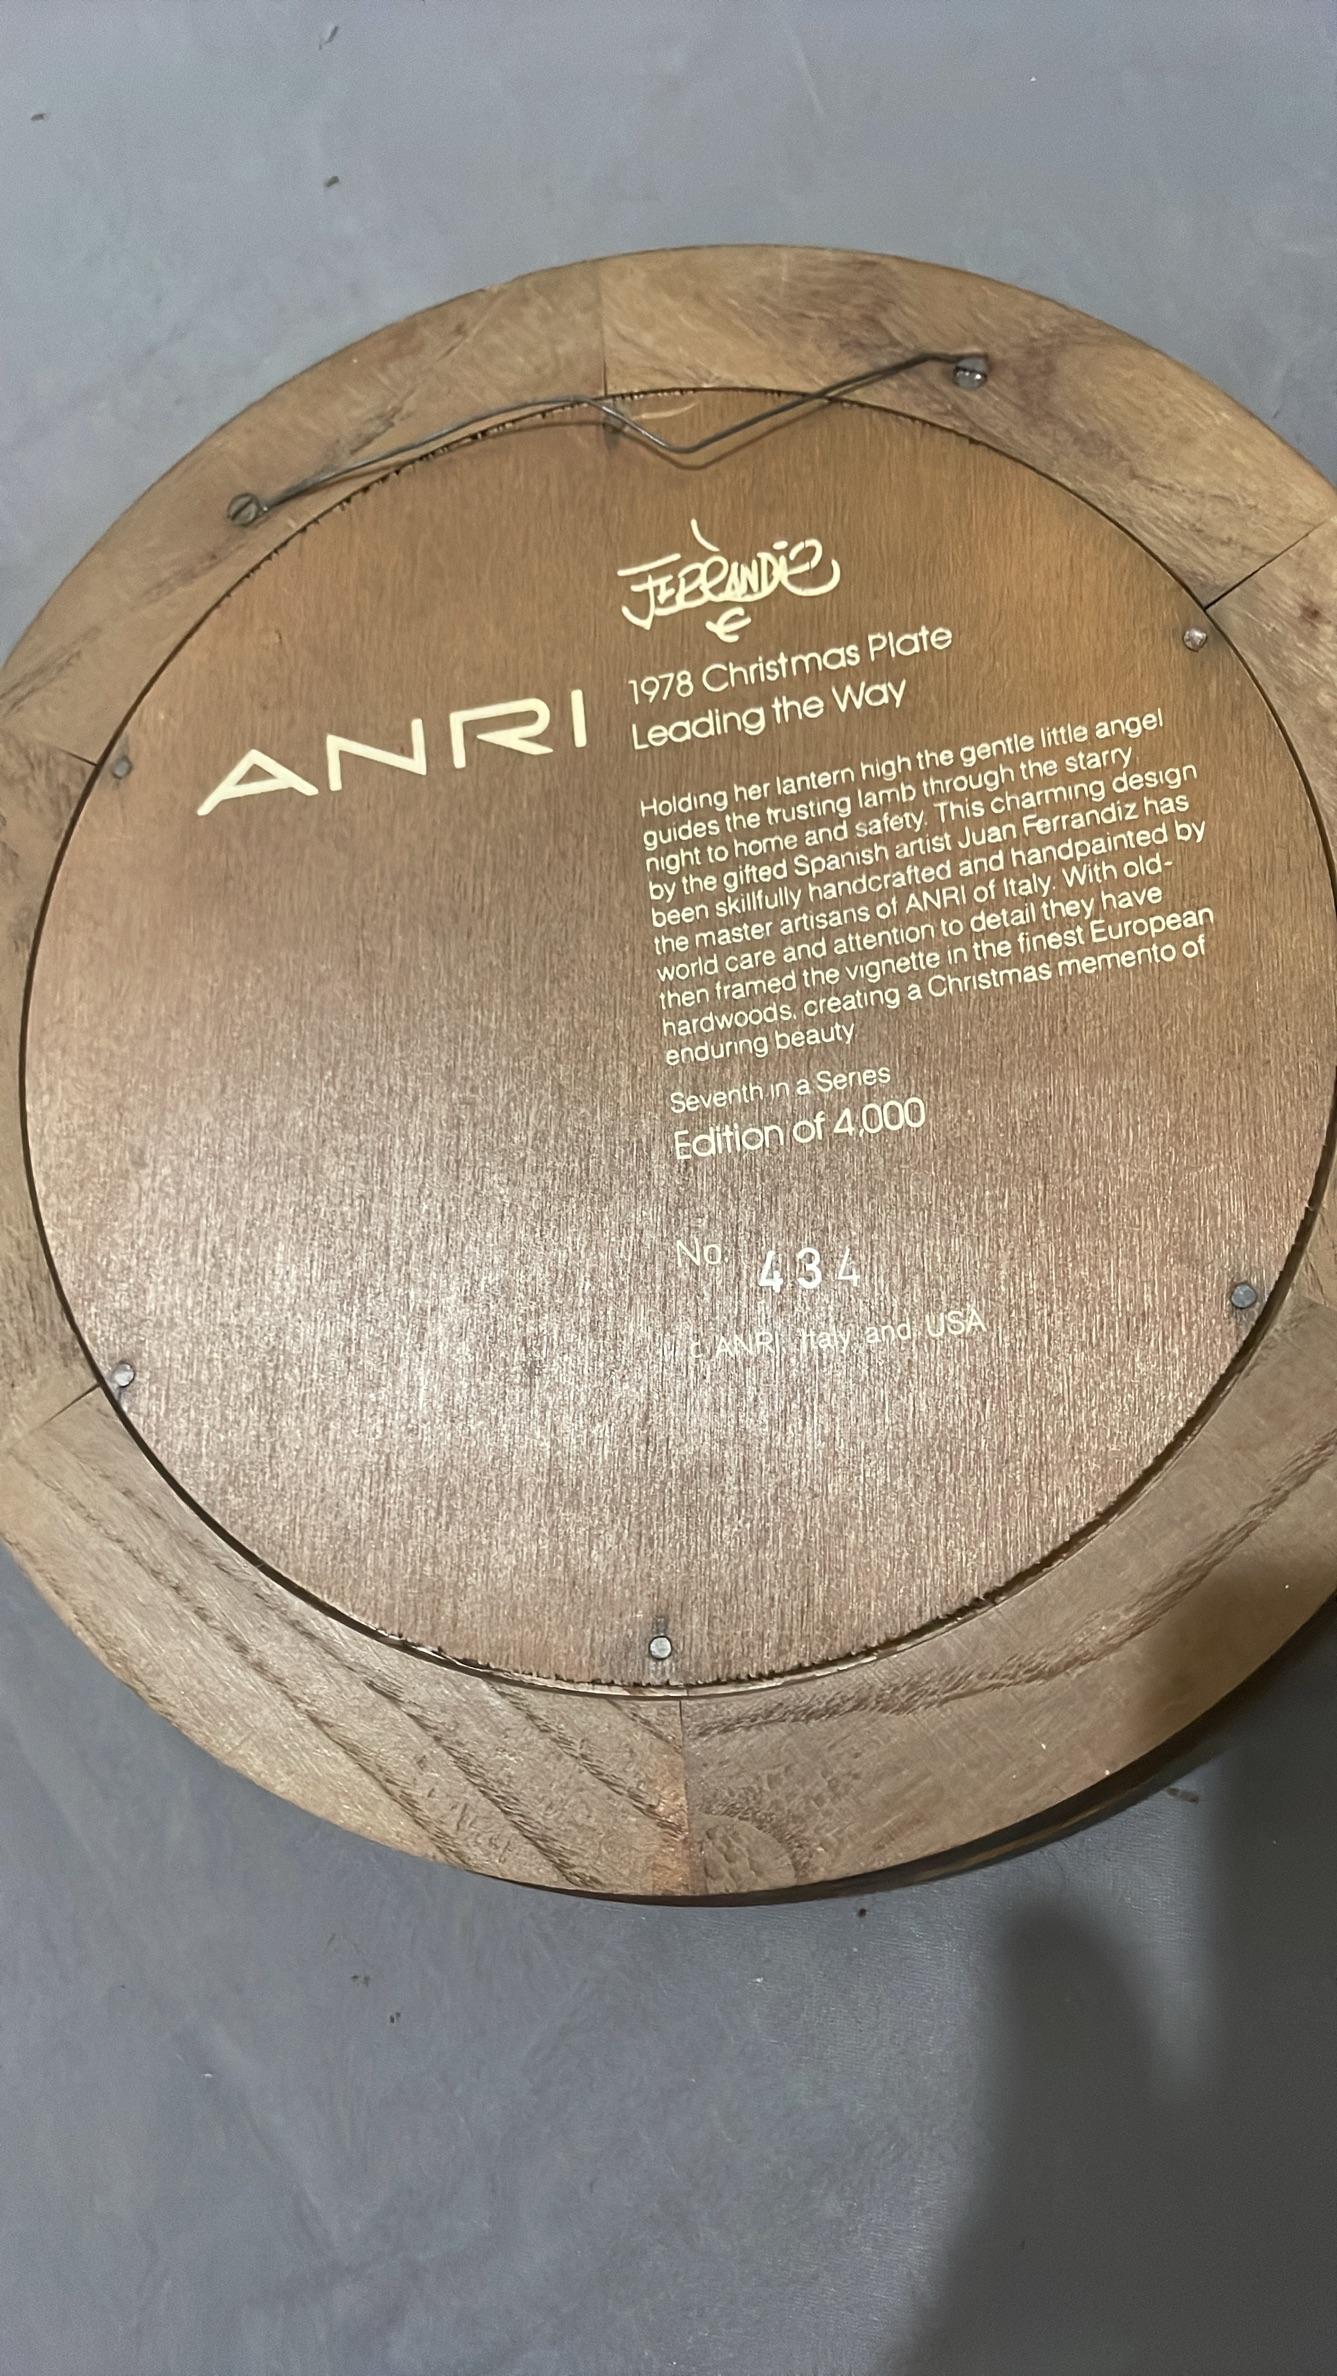 FERRÀNDIZ
1978 Christmas Plate
Leading the Way
ANRI
Holding her lantern high the gentle little angel
guides the trusting lamb through the starry
night to home and safety. This charming design
by the gifted Spanish artist Juan Ferrandiz has
been skillfully handcrafted and handpainted by
the master artisans of ANRI of Italy. With old-
world care and attention to detail they have
then framed the vignette in the finest European
hardwoods, creating a Christmas memento of
enduring beauty
Seventh in a Series
Edition of 4,000
No. 434
c ANRI Italy and USA